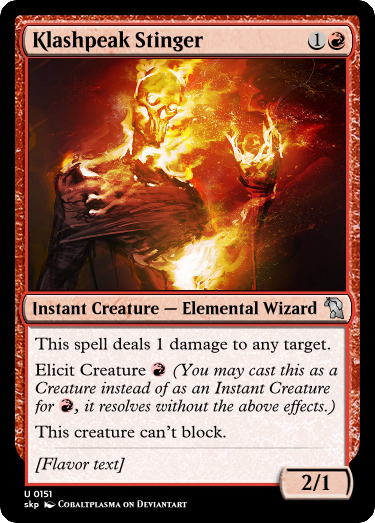 Klashpeak Stinger 1
Instant Creature — Elemental Wizard
This spell deals 1 damage to any target.
Elicit Creature (You may cast this as a
Creature instead of as an Instant Creature
for , it resolves without the above effects.)
This creature can't block.
[Flavor text]
2/1
U 0151
skp Cobaltplasma on Deviantart